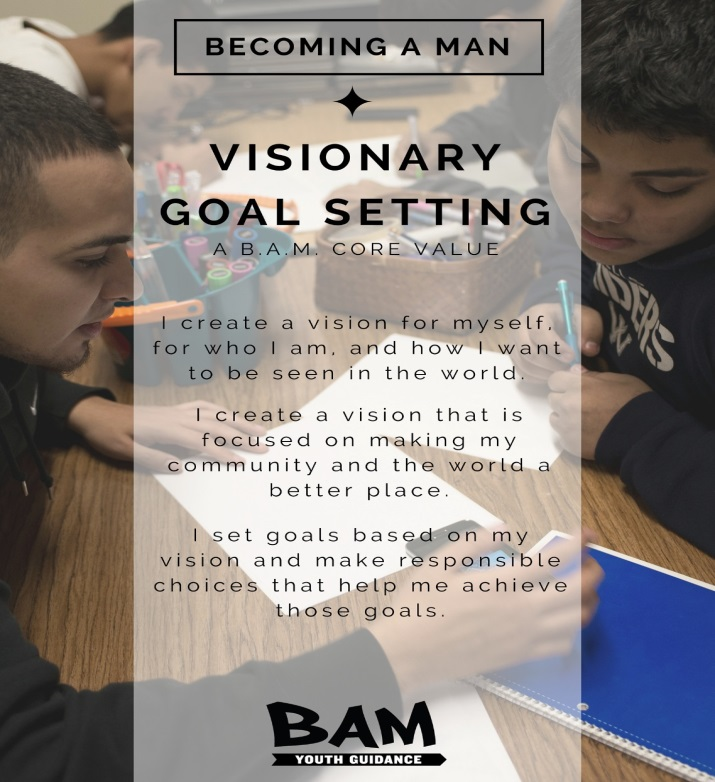 BECOMING A MAN
VISIONARY
GOAL SETTING
A B.A.M. CORE VALUE
I create a vision for myself,
for who I am, and how I want
to be seen in the world.
I create a vision that is
focused on making my
community and the world a
better place.
I set goals based on my
vision and make responsible
choices that help me achieve
those goals.
BAM
YOUTH GUIDANCE